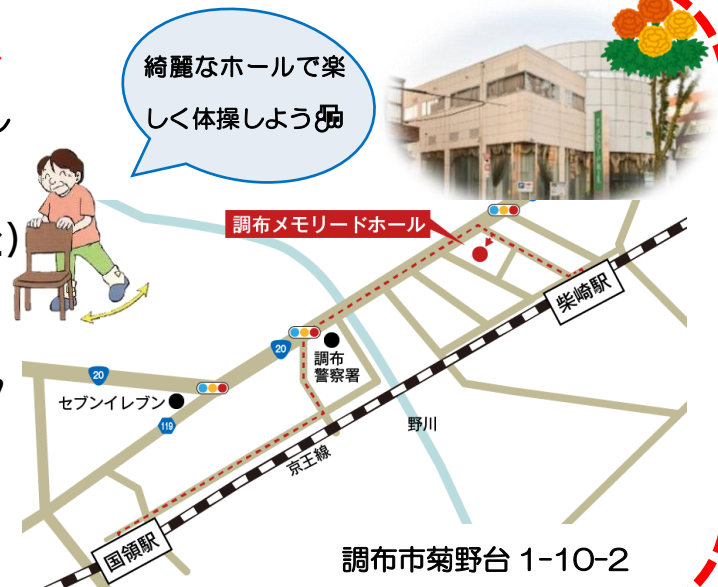 綺麗なホールで楽
しく体操しよう
調布メモリードホール
柴崎駅
20
調布
警察署
20
セブンイレブン
119
野川
京王線
国領駅
調布市菊野台 1-10-2